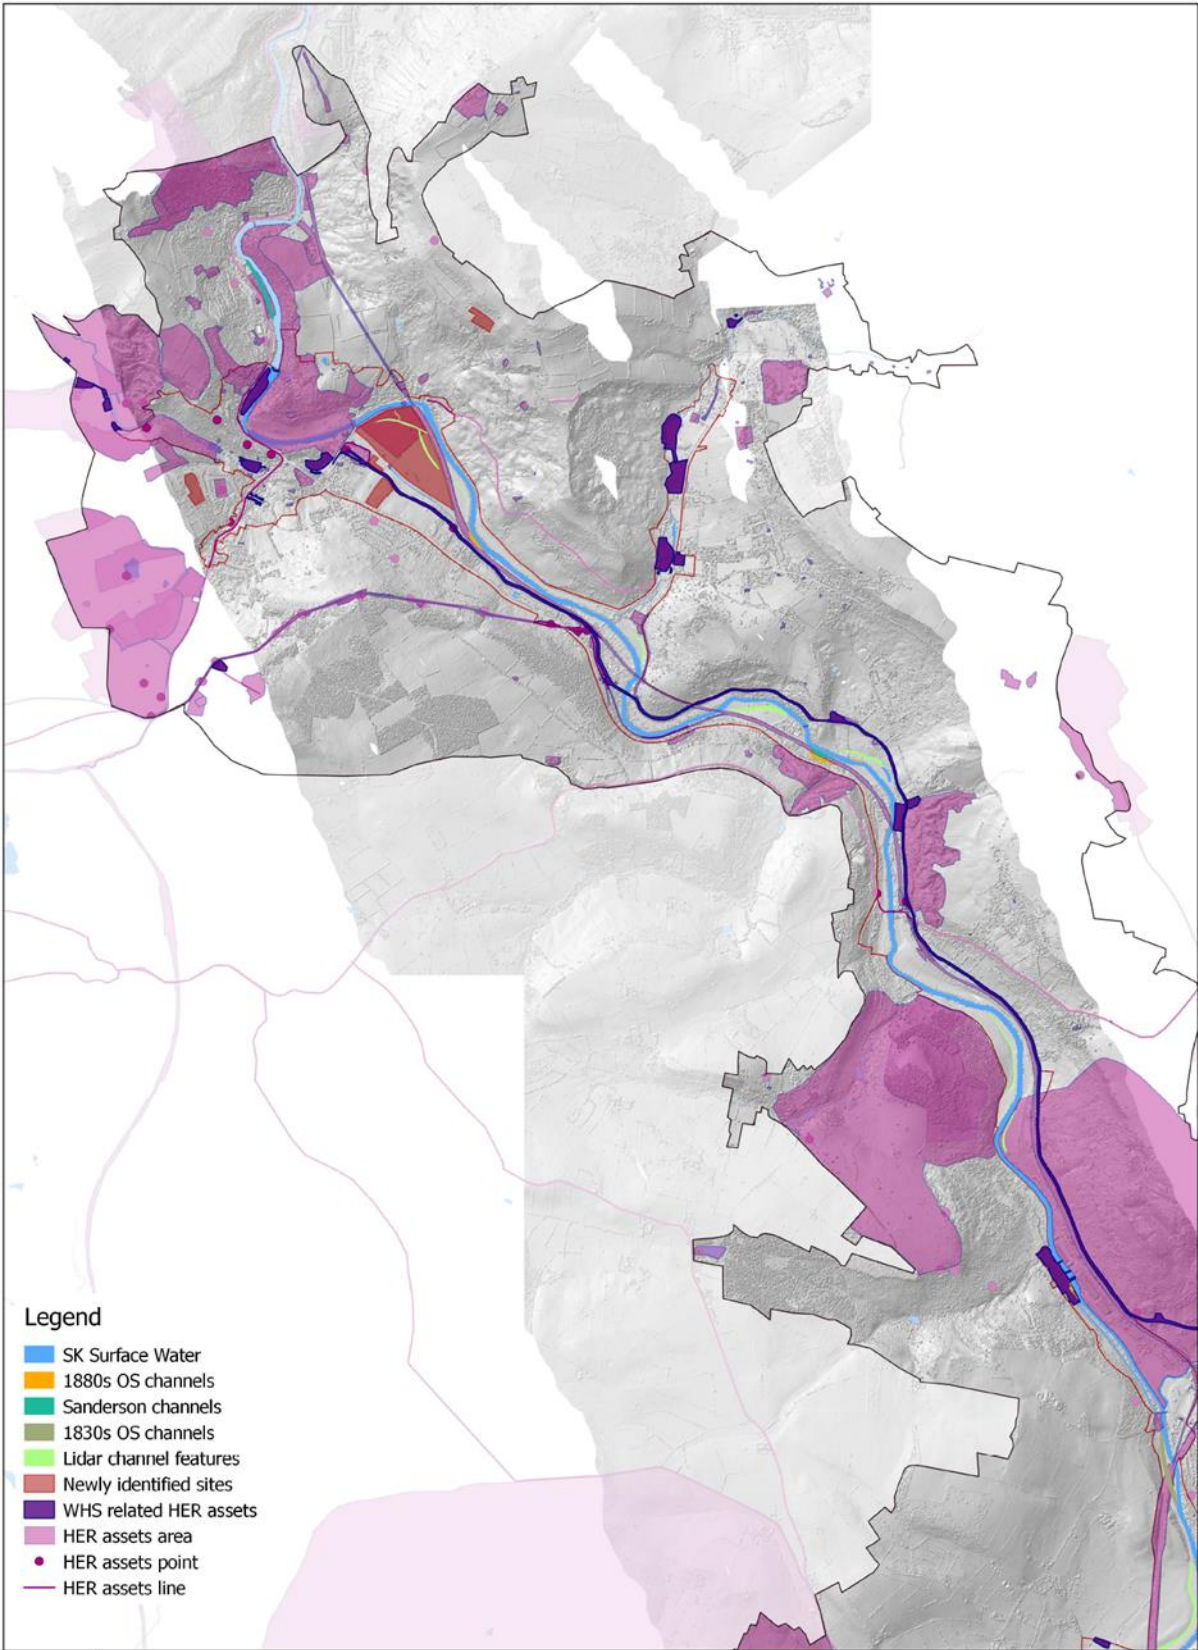 Legend
SK Surface Water
1880s OS channels
Sanderson channels
1830s OS channels
Lidar channel features
Newly identified sites
WHS related HER assets
HER assets area
HER assets point
HER assets line